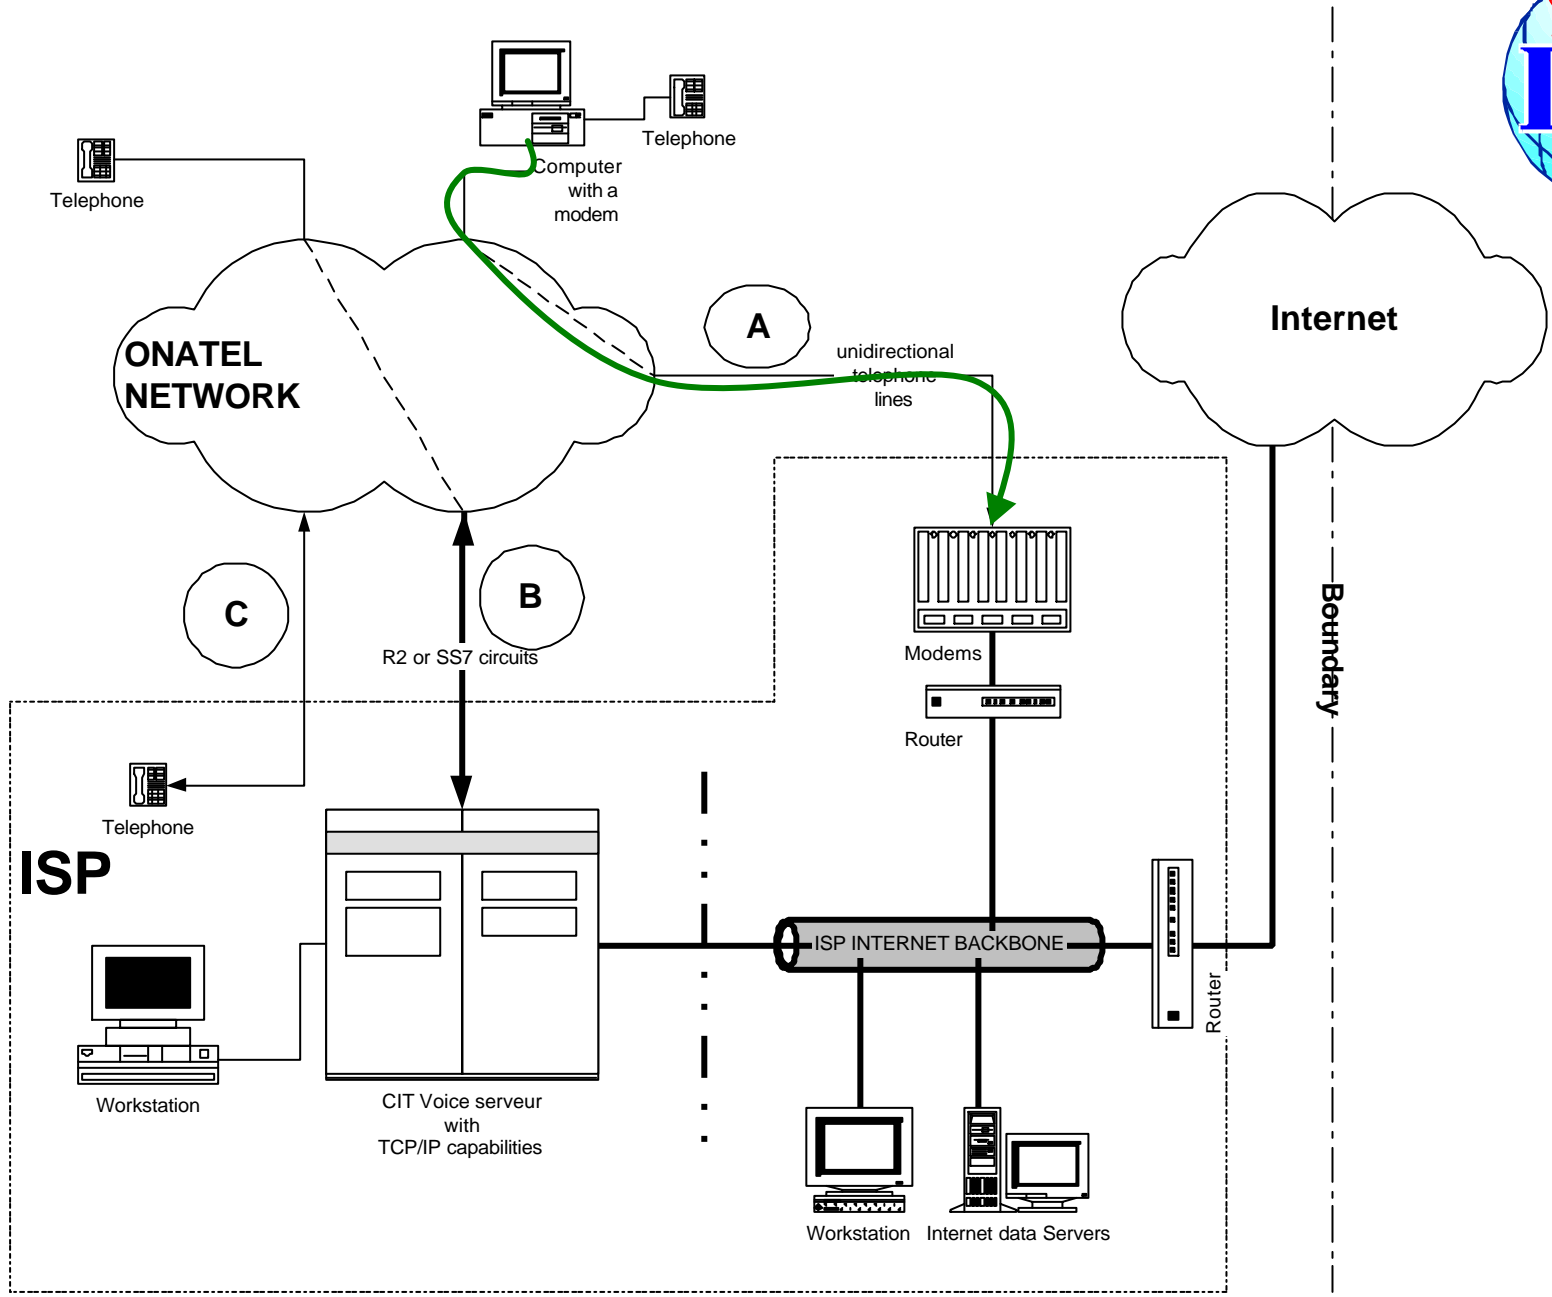 Telephone
Telephone
Computer
with a
modem
ONATEL
NETWORK
A
unidirectional
telephone
lines
Internet
C
B
R2 or SS7 circuits
Boundary
Modems
Router
Telephone
ISP
ISP INTERNET BACKBONE
Router
Workstation
CIT Voice serveur
with
TCP/IP capabilities
Workstation
Internet data Servers